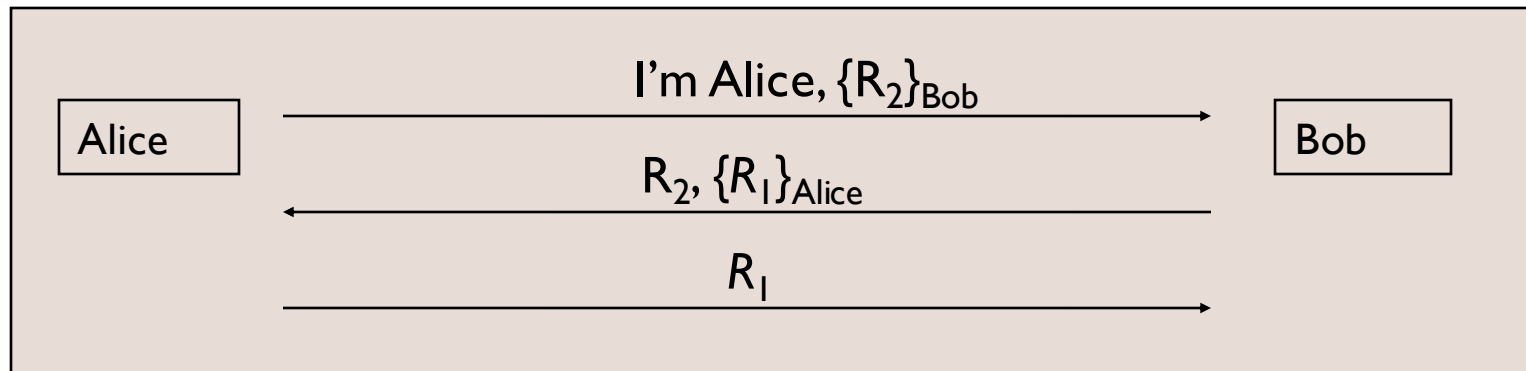 I'm Alice, {R₂}Bob
Alice
Bob
R₂, {R₁}Alice
R₁